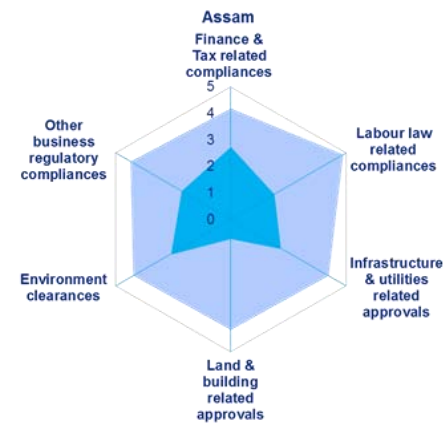 Assam
Finance &
Tax related
compliances
5
4
3
2
1
0
Other
business
regulatory
compliances
Labour law
related
compliances
Environment
clearances
Infrastructure
& utilities
related
approvals
Land &
building
related
approvals